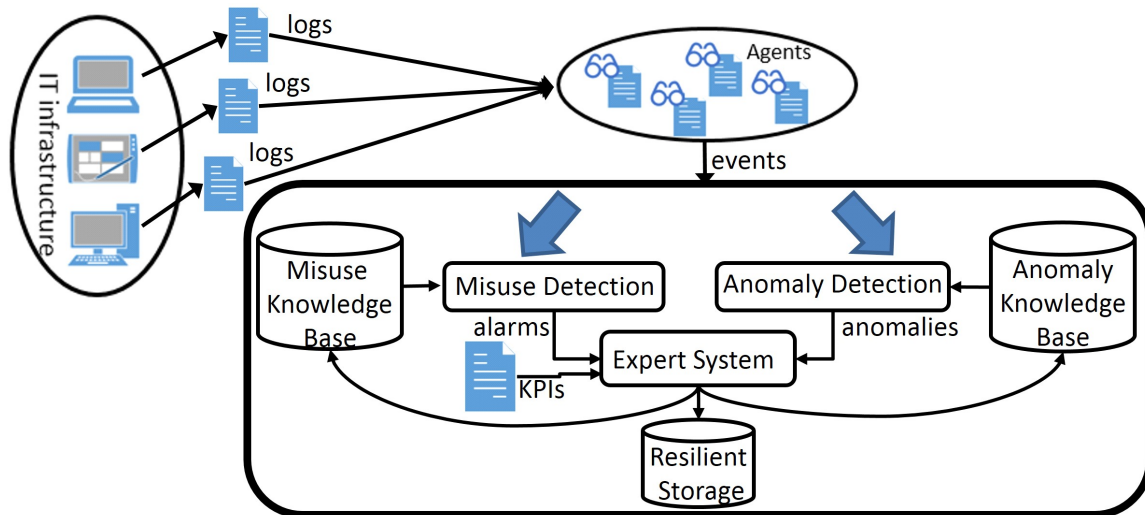 logs
Agents
logs
IT infrastructure
logs
events
Misuse
Knowledge
Base
Misuse Detection
Anomaly Detection
Anomaly
Knowledge
Base
alarms
anomalies
Expert System
KPIs
Resilient
Storage